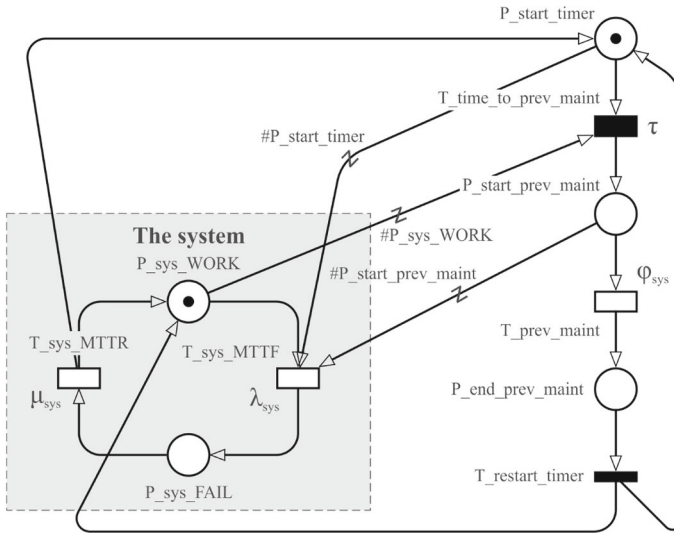 P_start_timer
T_time_to_prev_maint
#P_start_timer
τ
P_start_prev_maint
The system
#P_sys_WORK
P_sys_WORK
#P_start_prev_maint
φsys
T_sys_MTTR
T_sys_MTTF
T_prev_maint
μsys
λsys
P_end_prev_maint
T_restart_timer
P_sys_FAIL